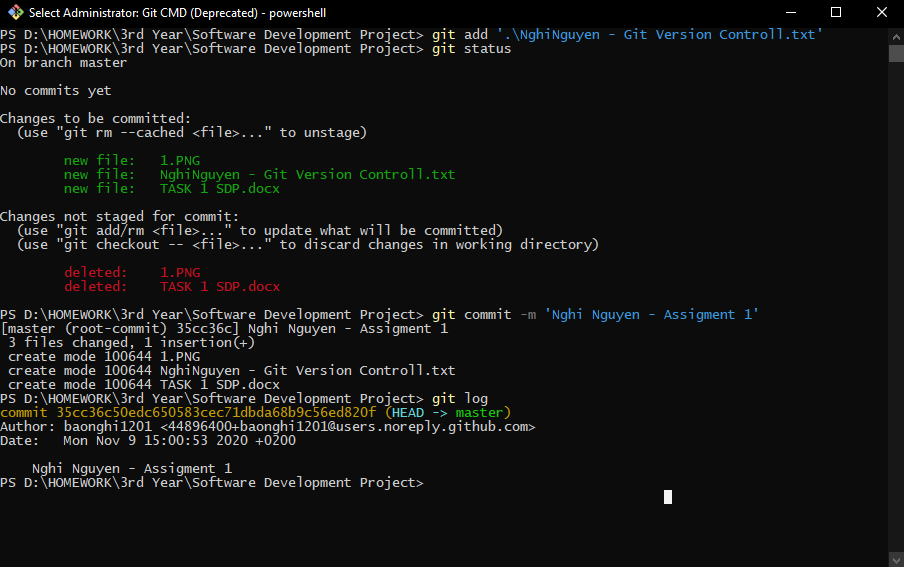 Select Administrator: Git CMD (Deprecated) - powershell
PS D:\HOMEWORK\3rd Year\Software Development Project> git add '.\NghiNguyen - Git Version Controll.txt'
PS D:\HOMEWORK\3rd Year\Software Development Project> git status
On branch master
No commits yet
Changes to be committed:
  (use "git rm --cached <file>..." to unstage)
        new file:   1.PNG
        new file:   NghiNguyen - Git Version Controll.txt
        new file:   TASK 1 SDP.docx
Changes not staged for commit:
  (use "git add/rm <file>..." to update what will be committed)
  (use "git checkout -- <file>..." to discard changes in working directory)
        deleted:    1.PNG
        deleted:    TASK 1 SDP.docx
PS D:\HOMEWORK\3rd Year\Software Development Project> git commit -m 'Nghi Nguyen - Assigment 1'
[master (root-commit) 35cc36c] Nghi Nguyen - Assigment 1
 3 files changed, 1 insertion(+)
 create mode 100644 1.PNG
 create mode 100644 NghiNguyen - Git Version Controll.txt
 create mode 100644 TASK 1 SDP.docx
PS D:\HOMEWORK\3rd Year\Software Development Project> git log
commit 35cc36c50edc650583cec71dbda68b9c56ed820f (HEAD -> master)
Author: baonghi1201 <44896400+baonghi1201@users.noreply.github.com>
Date:   Mon Nov 9 15:00:53 2020 +0200
    Nghi Nguyen - Assigment 1
PS D:\HOMEWORK\3rd Year\Software Development Project>